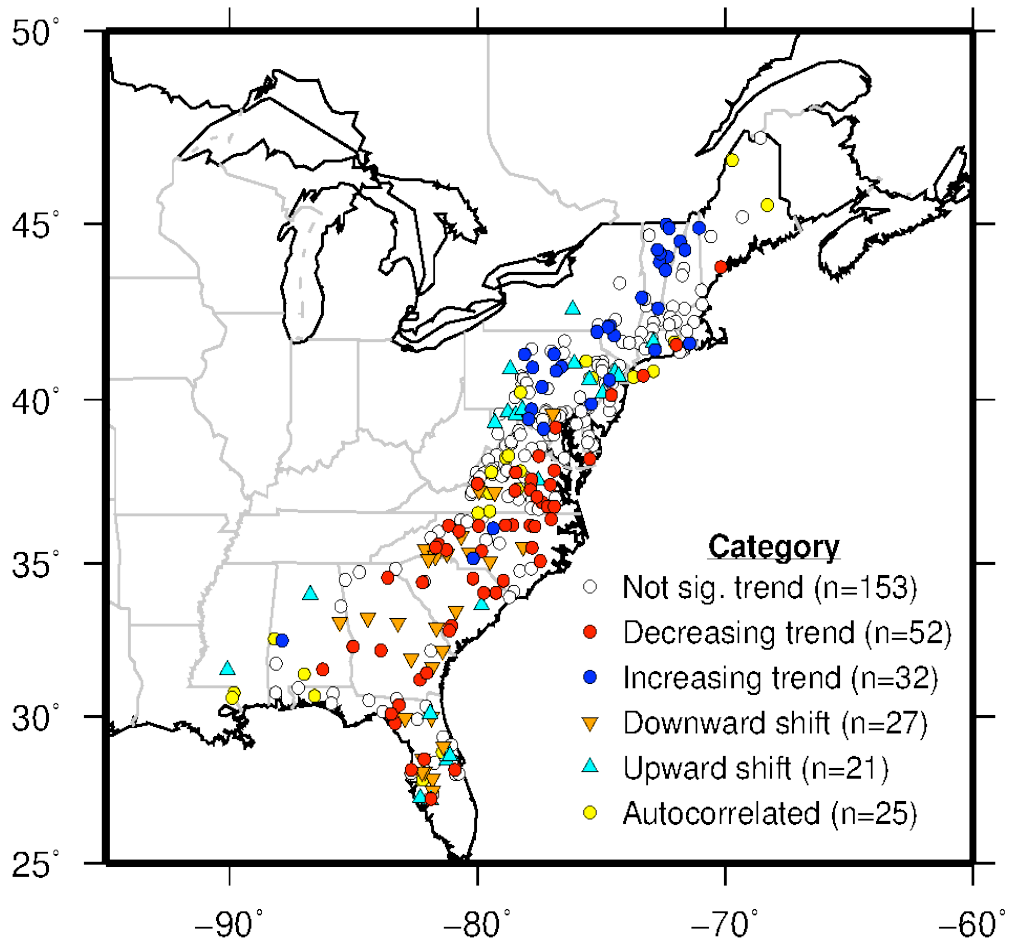 50°
45°
40°
35°
30°
25°
Category
Not sig. trend (n=153)
Decreasing trend (n=52)
Increasing trend (n=32)
Downward shift (n=27)
Upward shift (n=21)
Autocorrelated (n=25)
−90° −80° −70° −60°